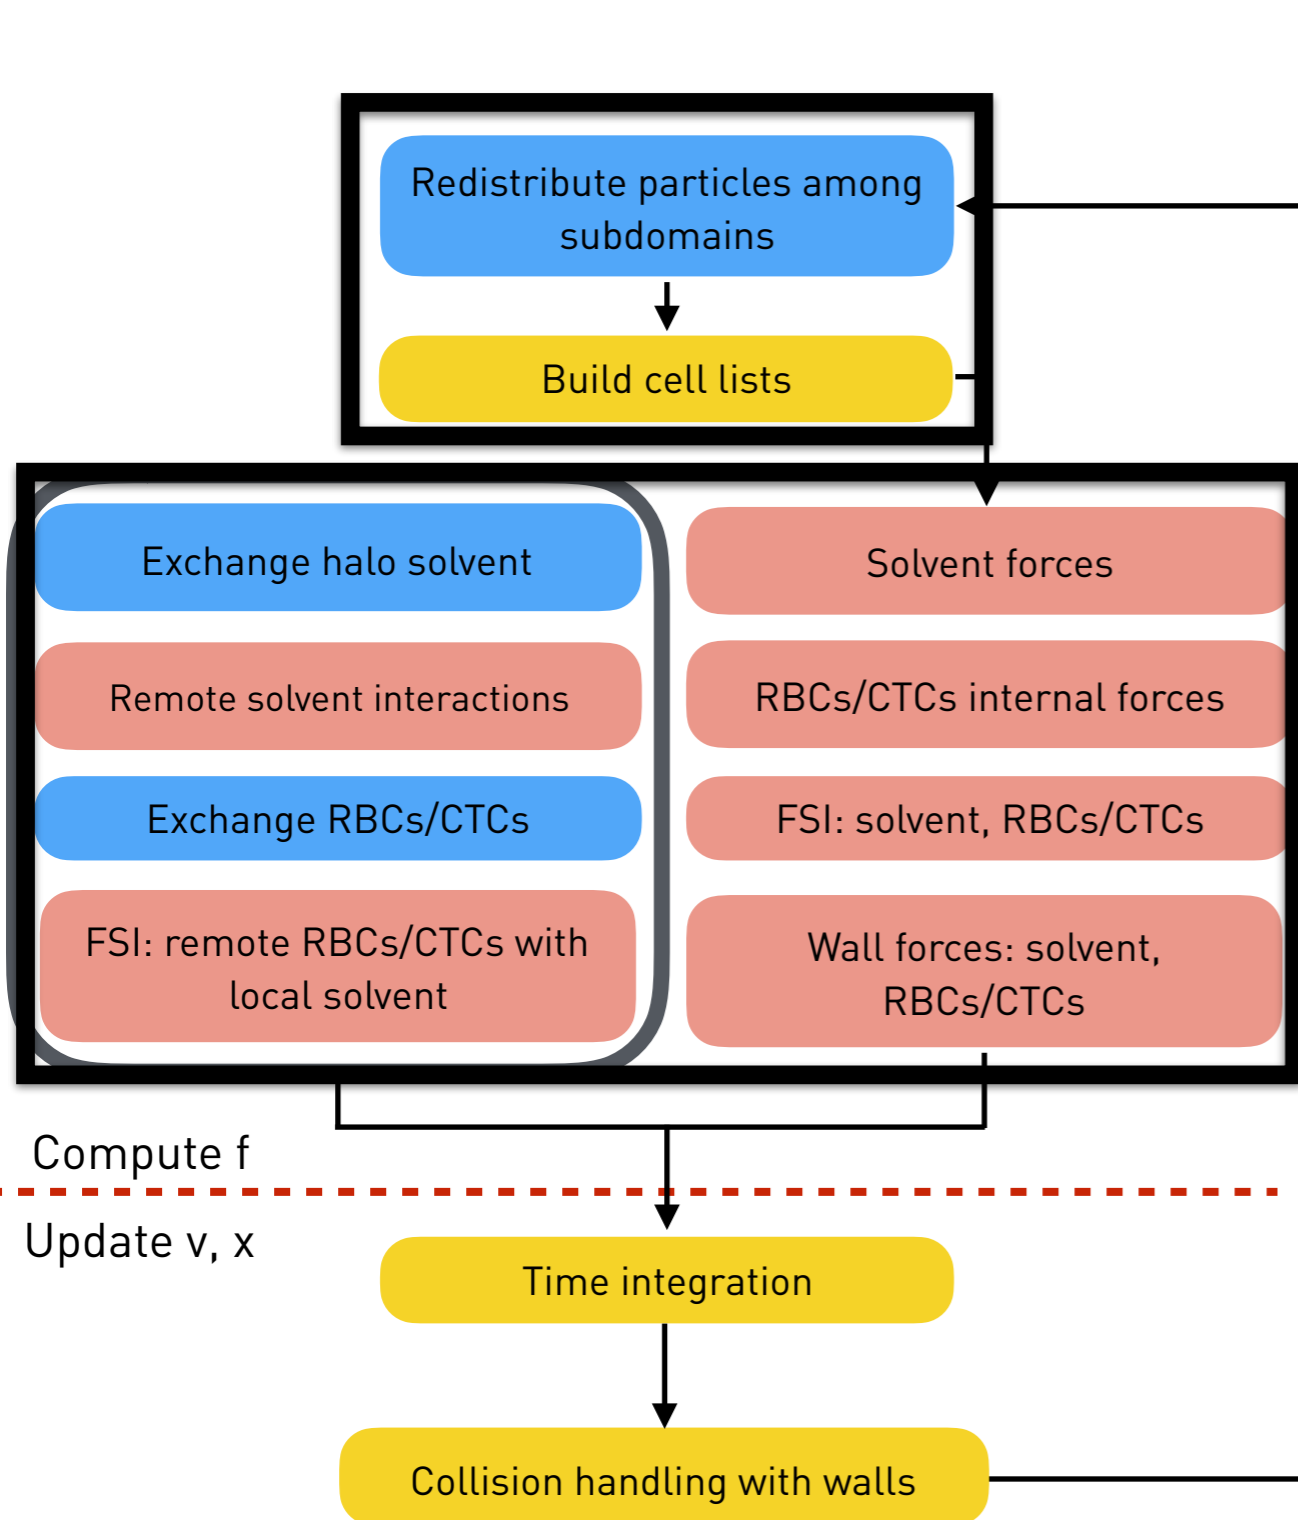 Redistribute particles among
subdomains
Build cell lists
Exchange halo solvent
Remote solvent interactions
Exchange RBCs/CTCs
FSI: remote RBCs/CTCs with
local solvent
Solvent forces
RBCs/CTCs internal forces
FSI: solvent, RBCs/CTCs
Wall forces: solvent,
RBCs/CTCs
Compute f
Update v, x
Time integration
Collision handling with walls